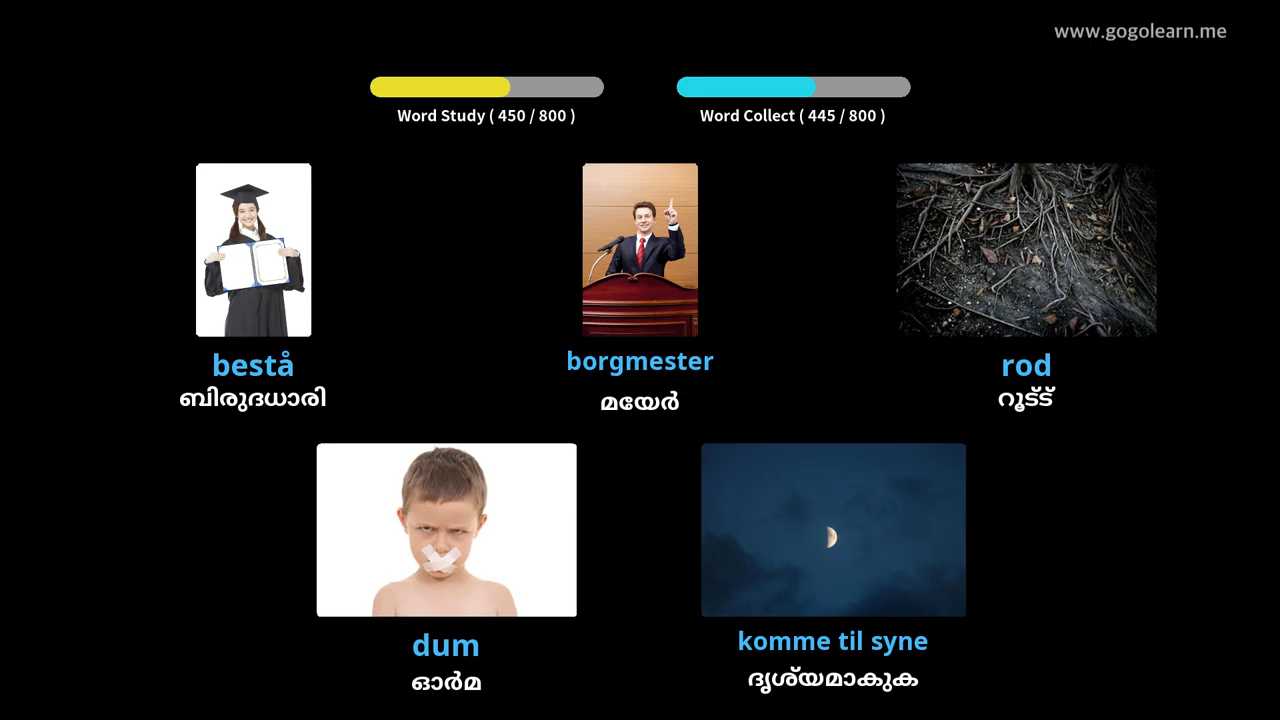 www.gogolearn.me
Word Study ( 450 / 800 )
Word Collect ( 445 / 800 )
bestå
ബിരുദധാരി
borgmester
മയേർ
rod
റൂട്ട്
dum
ഓർമ
komme til syne
ദൃശ്യമാകുക